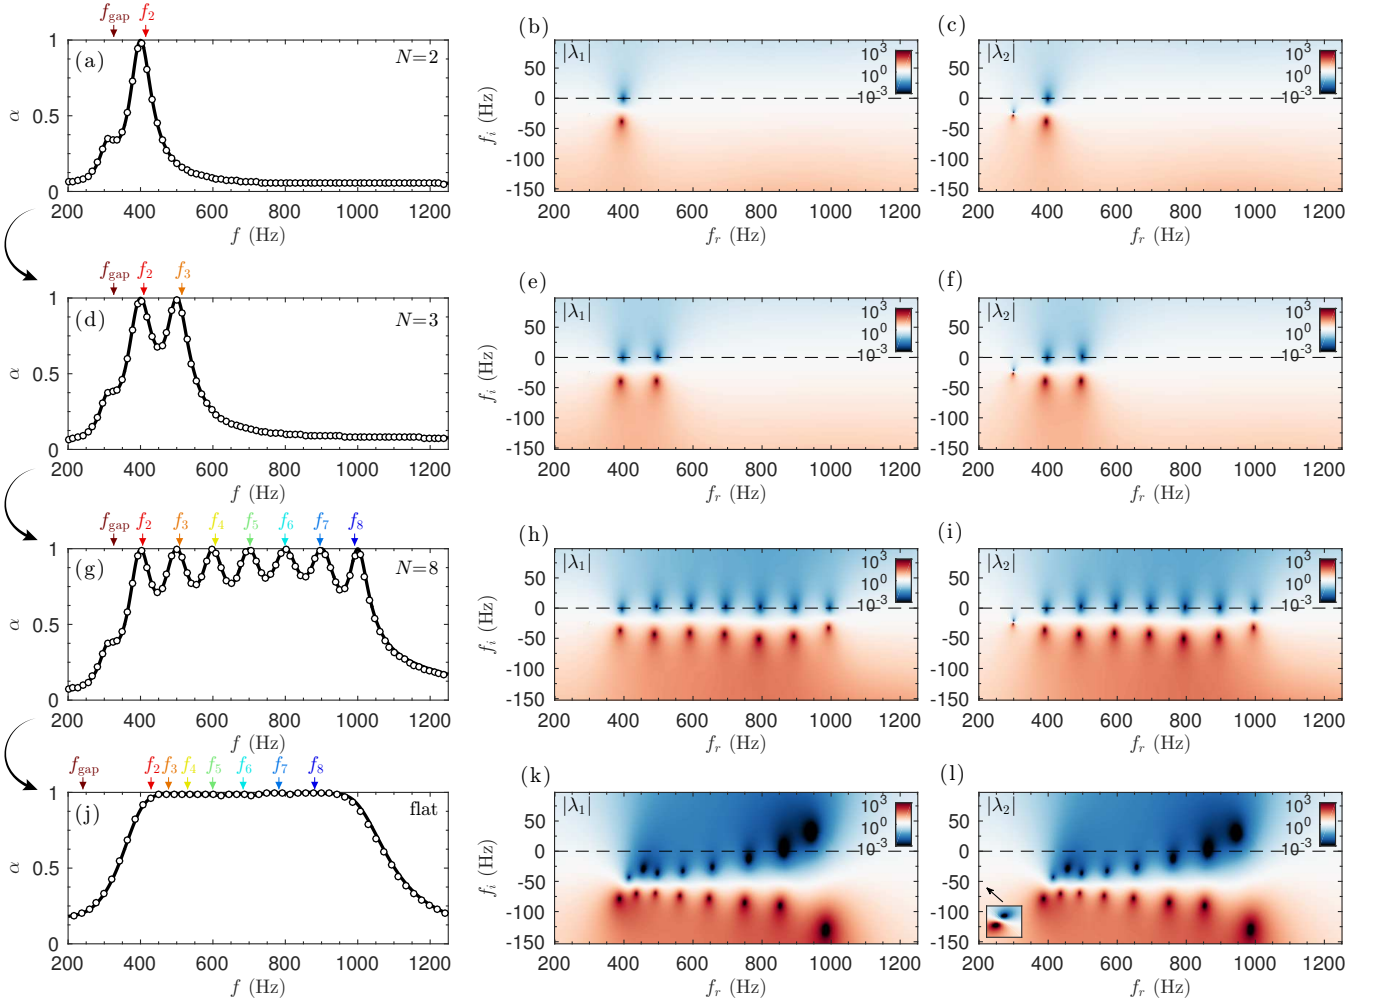 f_gap f_2
(a) N=2
1
0.5
0
α
200 400 600 800 1000 1200
f (Hz)
(b)
|λ_1|
10^3
10^0
10^-3
50
0
-50
-100
-150
f_i (Hz)
200 400 600 800 1000 1200
f_r (Hz)
(c)
|λ_2|
10^3
10^0
10^-3
50
0
-50
-100
-150
f_i (Hz)
200 400 600 800 1000 1200
f_r (Hz)
f_gap f_2 f_3
(d) N=3
1
0.5
0
α
200 400 600 800 1000 1200
f (Hz)
(e)
|λ_1|
10^3
10^0
10^-3
50
0
-50
-100
-150
f_i (Hz)
200 400 600 800 1000 1200
f_r (Hz)
(f)
|λ_2|
10^3
10^0
10^-3
50
0
-50
-100
-150
f_i (Hz)
200 400 600 800 1000 1200
f_r (Hz)
f_gap f_2 f_3 f_4 f_5 f_6 f_7 f_8
(g) N=8
1
0.5
0
α
200 400 600 800 1000 1200
f (Hz)
(h)
|λ_1|
10^3
10^0
10^-3
50
0
-50
-100
-150
f_i (Hz)
200 400 600 800 1000 1200
f_r (Hz)
(i)
|λ_2|
10^3
10^0
10^-3
50
0
-50
-100
-150
f_i (Hz)
200 400 600 800 1000 1200
f_r (Hz)
f_gap f_2 f_3 f_4 f_5 f_6 f_7 f_8
(j) flat
1
0.5
0
α
200 400 600 800 1000 1200
f (Hz)
(k)
|λ_1|
10^3
10^0
10^-3
50
0
-50
-100
-150
f_i (Hz)
200 400 600 800 1000 1200
f_r (Hz)
(l)
|λ_2|
10^3
10^0
10^-3
50
0
-50
-100
-150
f_i (Hz)
200 400 600 800 1000 1200
f_r (Hz)